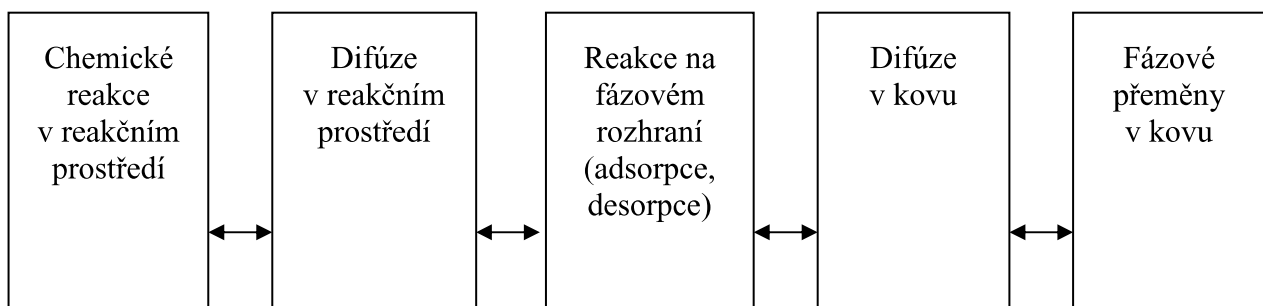 Chemické
reakce
v reakčním
prostředí
Difúze
v reakčním
prostředí
Reakce na
fázovém
rozhraní
(adsorpce,
desorpce)
Difúze
v kovu
Fázové
přeměny
v kovu